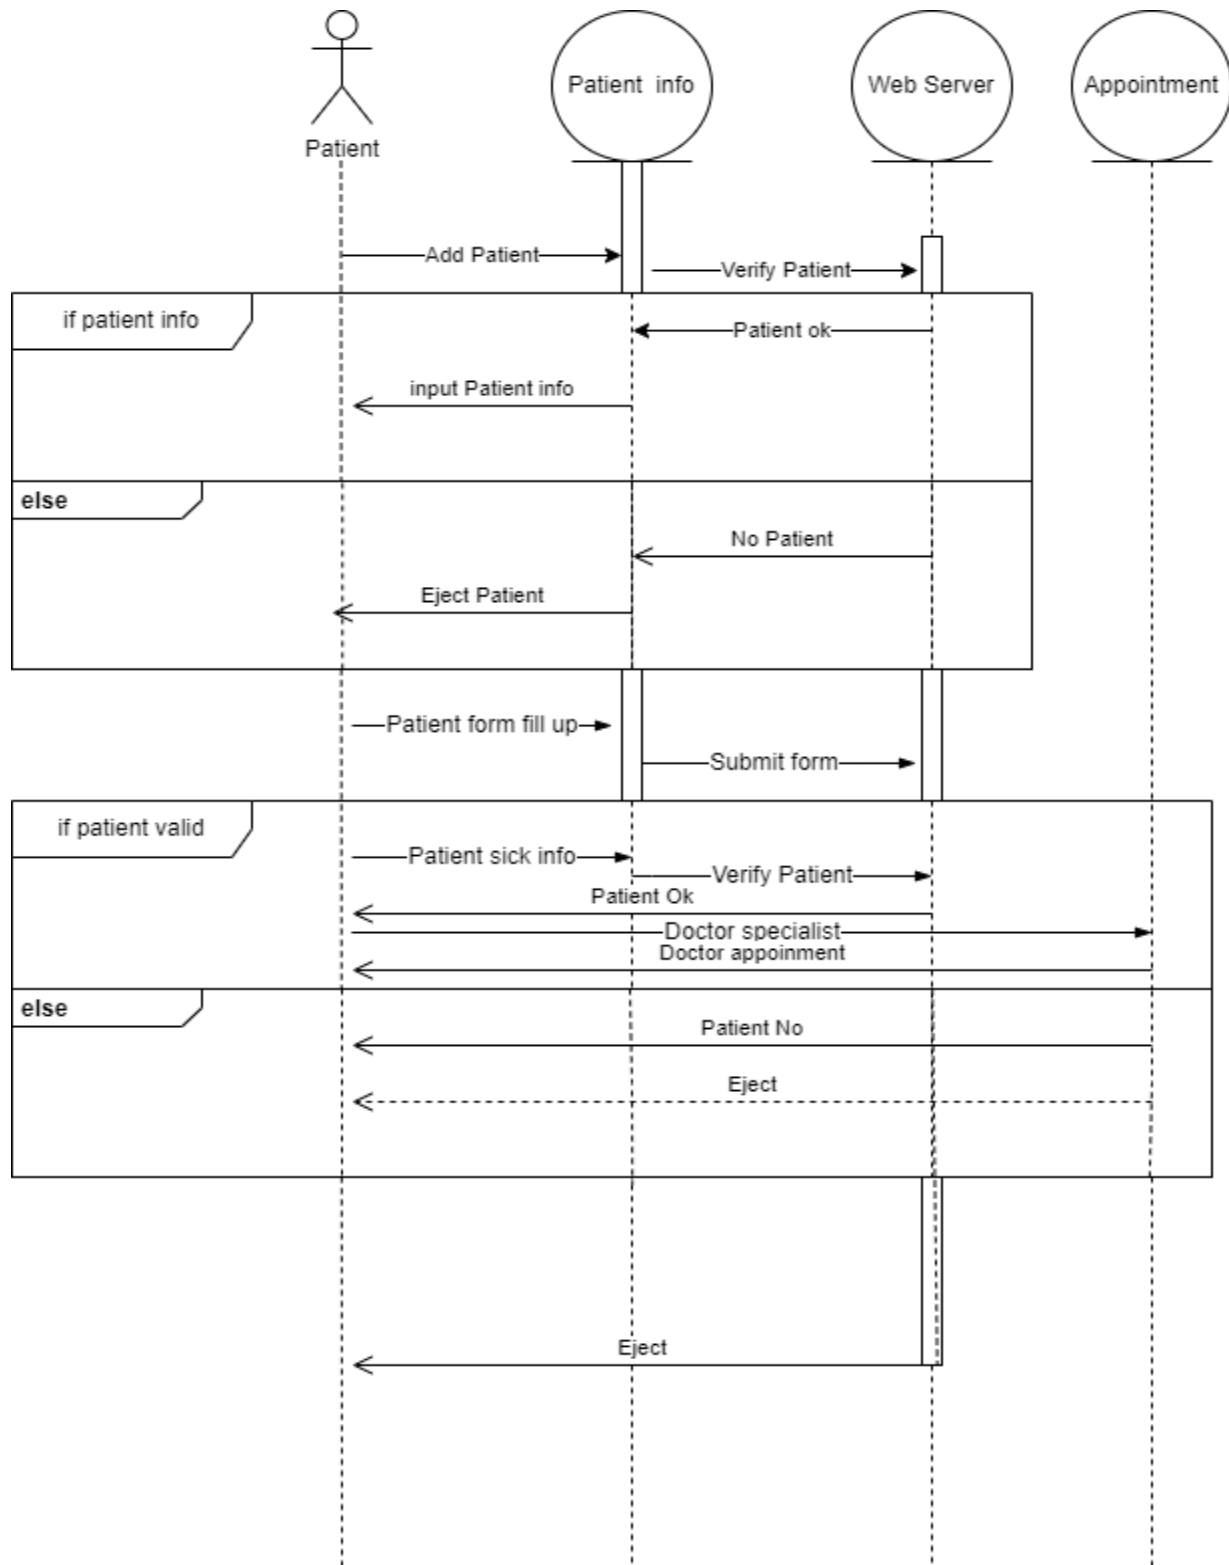 Patient info
Web Server
Appointment
Patient
Add Patient
Verify Patient
if patient info
Patient ok
input Patient info
else
No Patient
Eject Patient
Patient form fill up
Submit form
if patient valid
Patient sick info
Verify Patient
Patient Ok
Doctor specialist
Doctor appoinment
else
Patient No
Eject
Eject